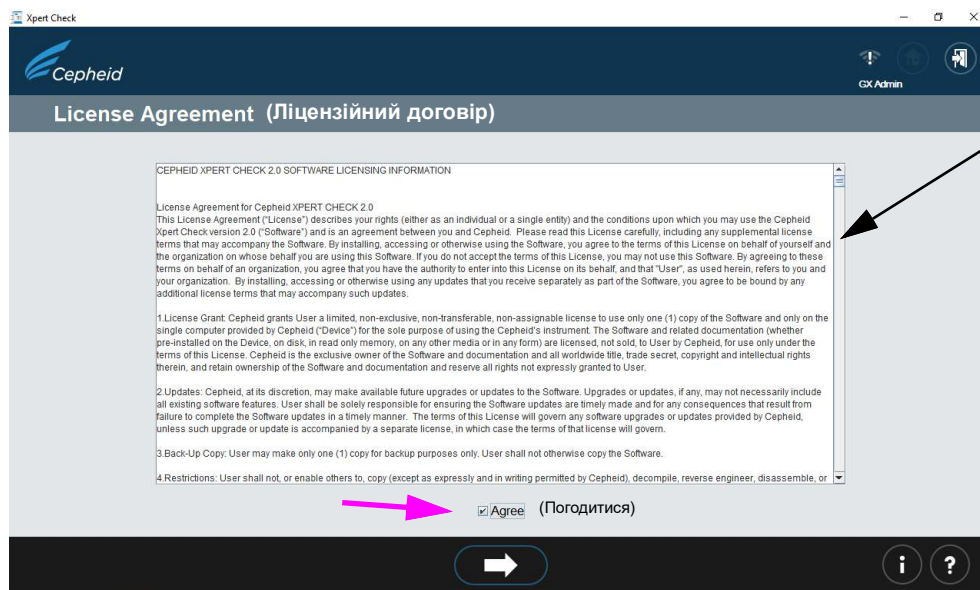 Xpert Check
Cepheid
GX Admin
License Agreement (Ліцензійний договір)
CEPHEID XPERT CHECK 2.0 SOFTWARE LICENSING INFORMATION
License Agreement for Cepheid XPERT CHECK 2.0
This License Agreement ("License") describes your rights (either as an individual or a single entity) and the conditions upon which you may use the Cepheid
Xpert Check version 2.0 ("Software") and is an agreement between you and Cepheid. Please read this License carefully, including any supplemental license
terms that may accompany the Software. By installing, accessing or otherwise using the Software, you agree to the terms of this License on behalf of yourself and
the organization on whose behalf you are using this Software. If you do not accept the terms of this License, you may not use this Software. By agreeing to these
terms on behalf of an organization, you agree that you have the authority to enter into this License on its behalf, and that "User", as used herein, refers to you and
your organization. By installing, accessing or otherwise using any updates that you receive separately as part of the Software, you agree to be bound by any
additional license terms that may accompany such updates.
1.License Grant: Cepheid grants User a limited, non-exclusive, non-transferable, non-assignable license to use only one (1) copy of the Software and only on the
single computer provided by Cepheid ("Device") for the sole purpose of using the Cepheid's instrument. The Software and related documentation (whether
pre-installed on the Device, on disk, in read only memory, on any other media or in any form) are licensed, not sold, to User by Cepheid, for use only under the
terms of this License. Cepheid is the exclusive owner of the Software and documentation and all worldwide title, trade secret, copyright and intellectual rights
therein, and retain ownership of the Software and documentation and reserve all rights not expressly granted to User.
2.Updates: Cepheid, at its discretion, may make available future upgrades or updates to the Software. Upgrades or updates, if any, may not necessarily include
all existing software features. User shall be solely responsible for ensuring the Software updates are timely made and for any consequences that result from
failure to complete the Software updates in a timely manner. The terms of this License will govern any software upgrades or updates provided by Cepheid,
unless such upgrade or update is accompanied by a separate license, in which case the terms of that license will govern.
3.Back-Up Copy: User may make only one (1) copy for backup purposes only. User shall not otherwise copy the Software.
4.Restrictions: User shall not, or enable others to, copy (except as expressly and in writing permitted by Cepheid), decompile, reverse engineer, disassemble, or
Agree (Погодитися)
i ?